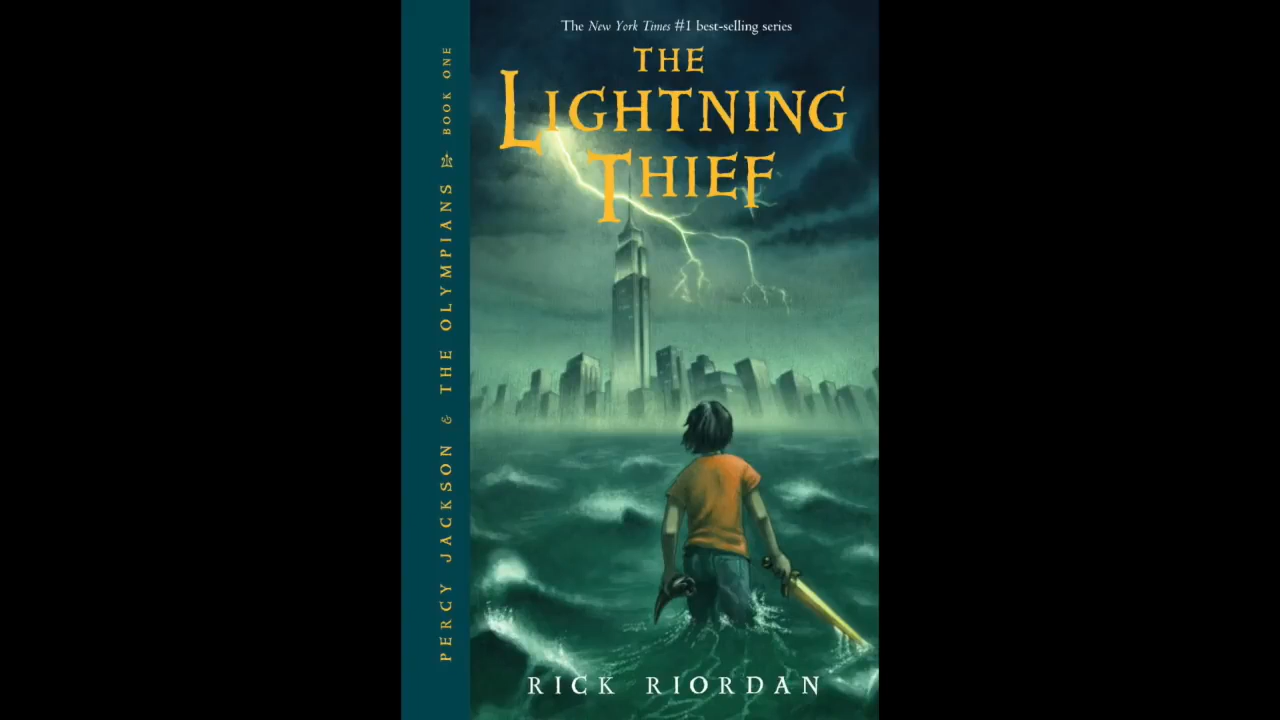 The New York Times #1 best-selling series
THE
LIGHTNING
THIEF
PERCY JACKSON & THE OLYMPIANS BOOK ONE
RICK RIORDAN